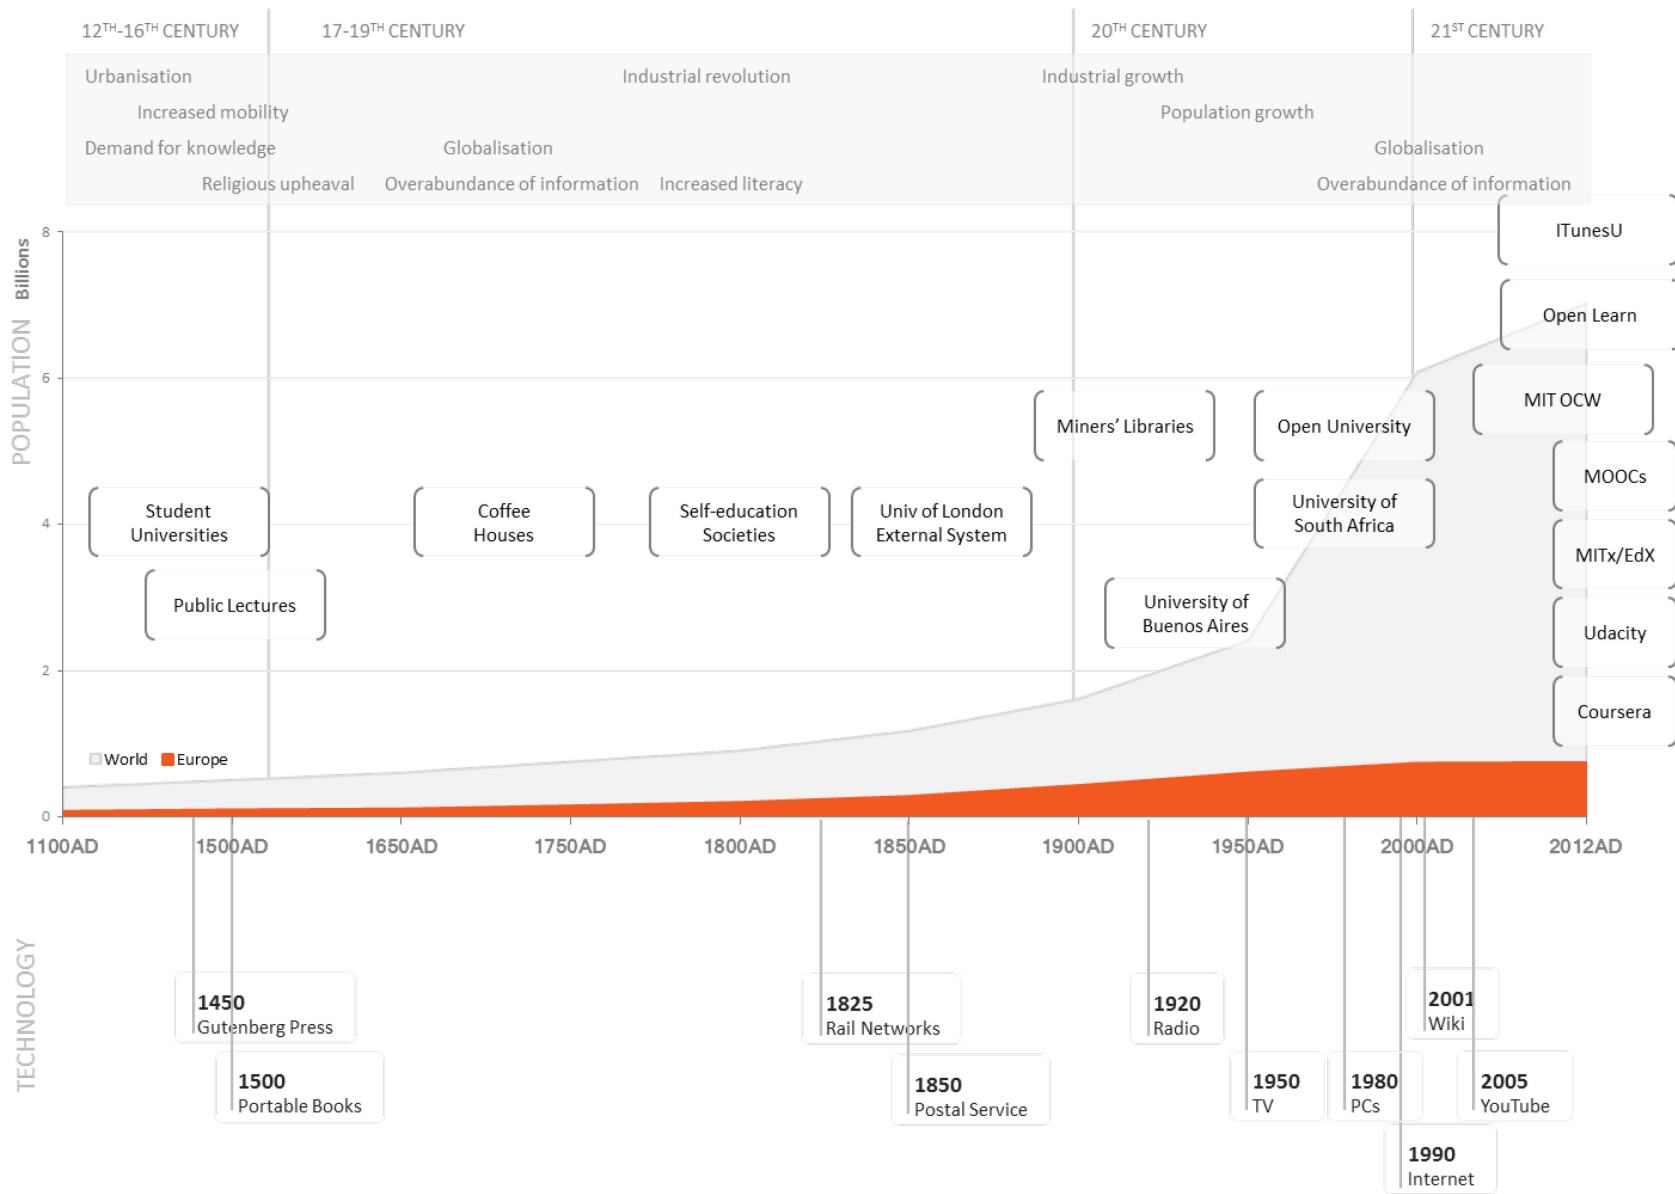 12TH-16TH CENTURY
17-19TH CENTURY
20TH CENTURY
21ST CENTURY
Urbanisation
Industrial revolution
Industrial growth
Increased mobility
Population growth
Demand for knowledge
Globalisation
Globalisation
Religious upheaval
Overabundance of information
Increased literacy
Overabundance of information
POPULATION Billions
8
6
4
2
0
ITunesU
Open Learn
MIT OCW
Miners’ Libraries
Open University
MOOCs
Student
Universities
Coffee
Houses
Self-education
Societies
Univ of London
External System
University of
South Africa
MITx/EdX
Public Lectures
University of
Buenos Aires
Udacity
Coursera
World
Europe
1100AD
1500AD
1650AD
1750AD
1800AD
1850AD
1900AD
1950AD
2000AD
2012AD
TECHNOLOGY
1450
Gutenberg Press
1500
Portable Books
1825
Rail Networks
1850
Postal Service
1920
Radio
1950
TV
1980
PCs
1990
Internet
2001
Wiki
2005
YouTube